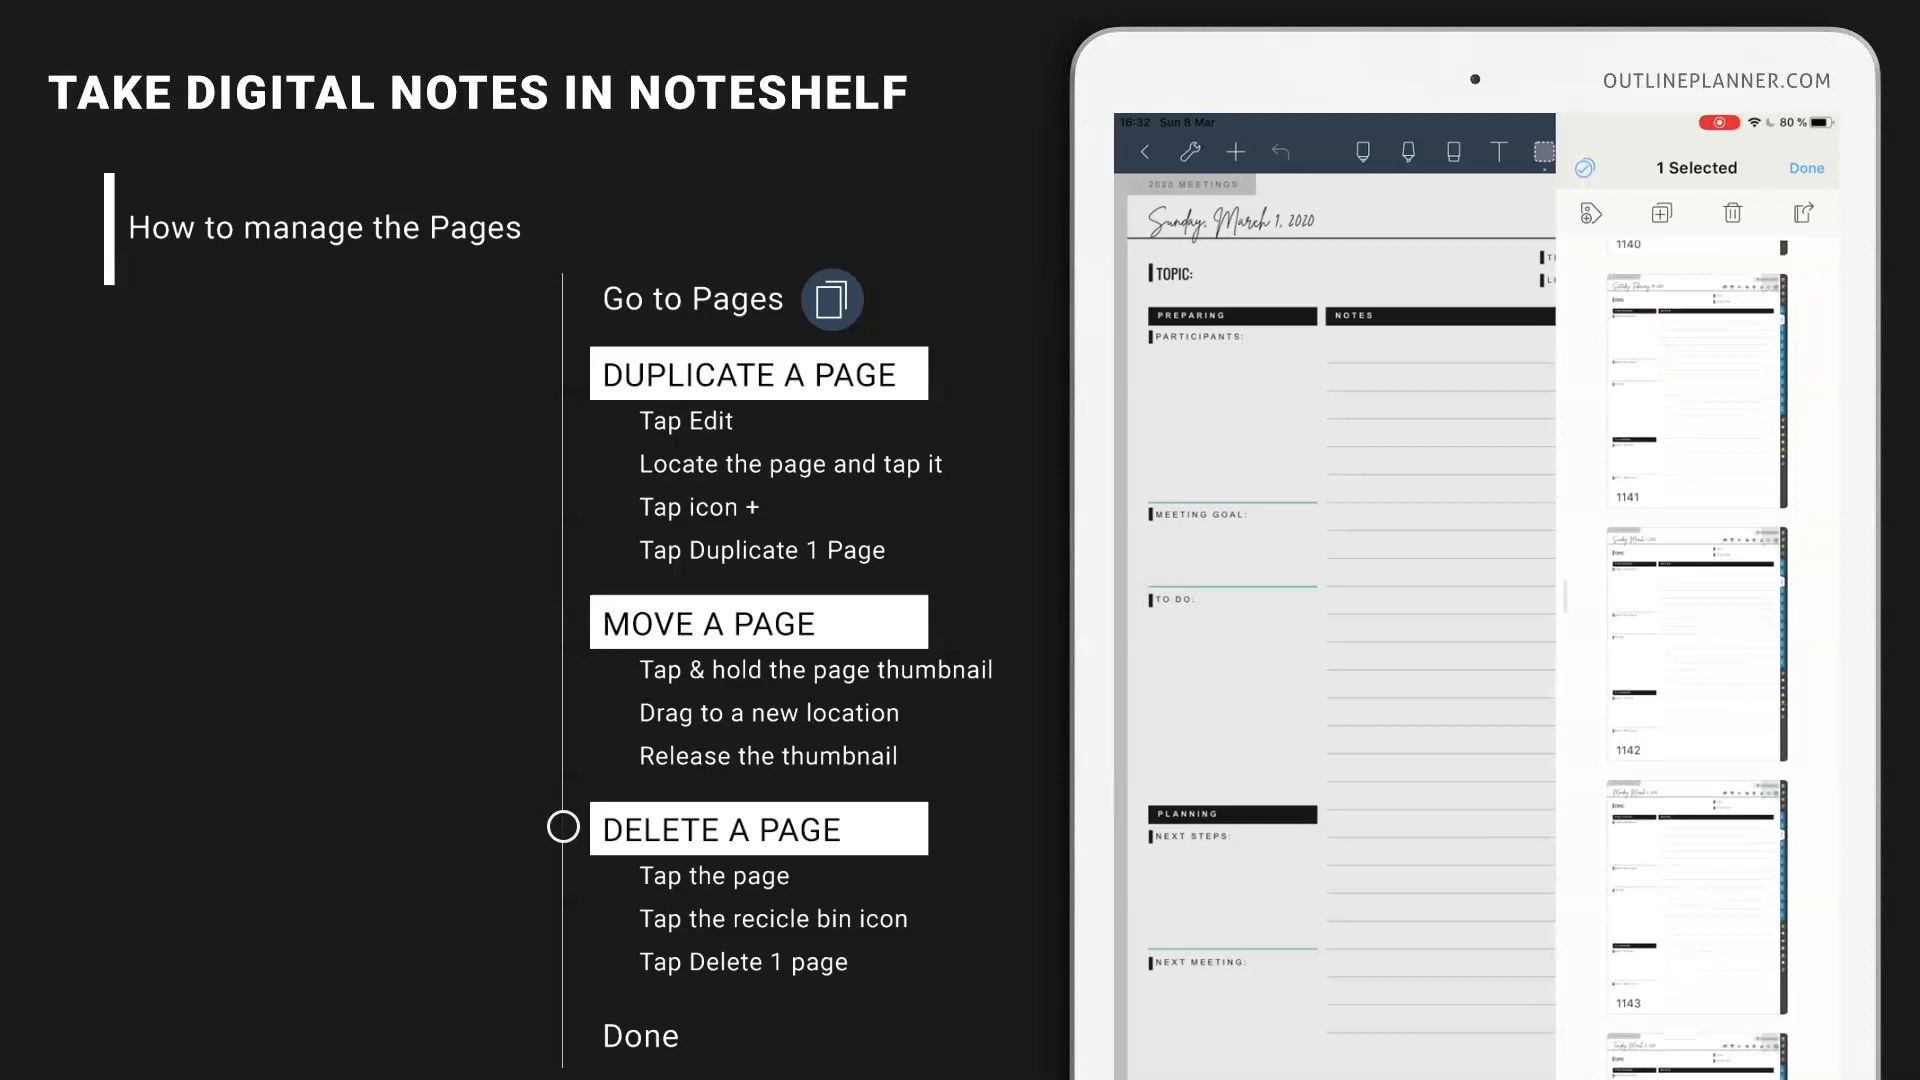 TAKE DIGITAL NOTES IN NOTESHELF
How to manage the Pages
Go to Pages
DUPLICATE A PAGE
Tap Edit
Locate the page and tap it
Tap icon +
Tap Duplicate 1 Page
MOVE A PAGE
Tap & hold the page thumbnail
Drag to a new location
Release the thumbnail
DELETE A PAGE
Tap the page
Tap the recicle bin icon
Tap Delete 1 page
Done
OUTLINEPLANNER.COM
16:32 Sun 8 Mar
80 %
1 Selected
Done
2020 MEETINGS
Sunday, March 1, 2020
TOPIC:
PREPARING
NOTES
PARTICIPANTS:
MEETING GOAL:
TO DO:
PLANNING
NEXT STEPS:
NEXT MEETING:
1140
1141
1142
1143